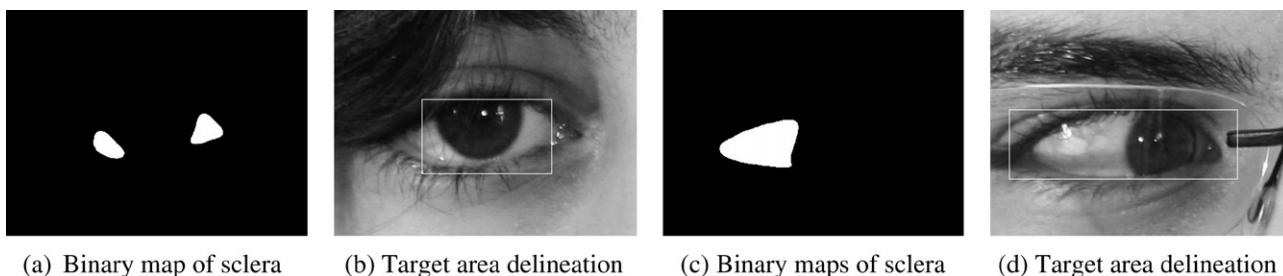 (a) Binary map of sclera
(b) Target area delineation
(c) Binary maps of sclera
(d) Target area delineation